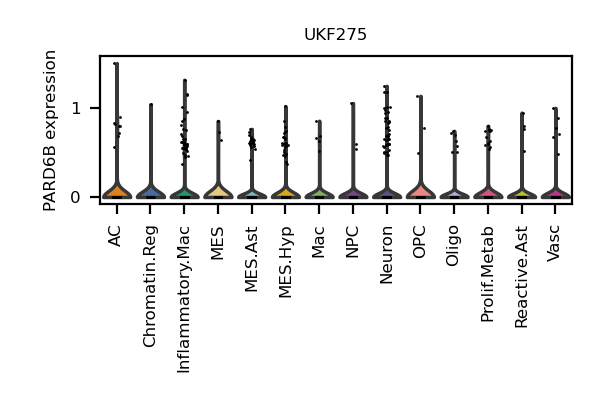 UKF275
PARD6B expression
1
0
AC
Chromatin.Reg
Inflammatory.Mac
MES
MES.Ast
MES.Hyp
Mac
NPC
Neuron
OPC
Oligo
Prolif.Metab
Reactive.Ast
Vasc